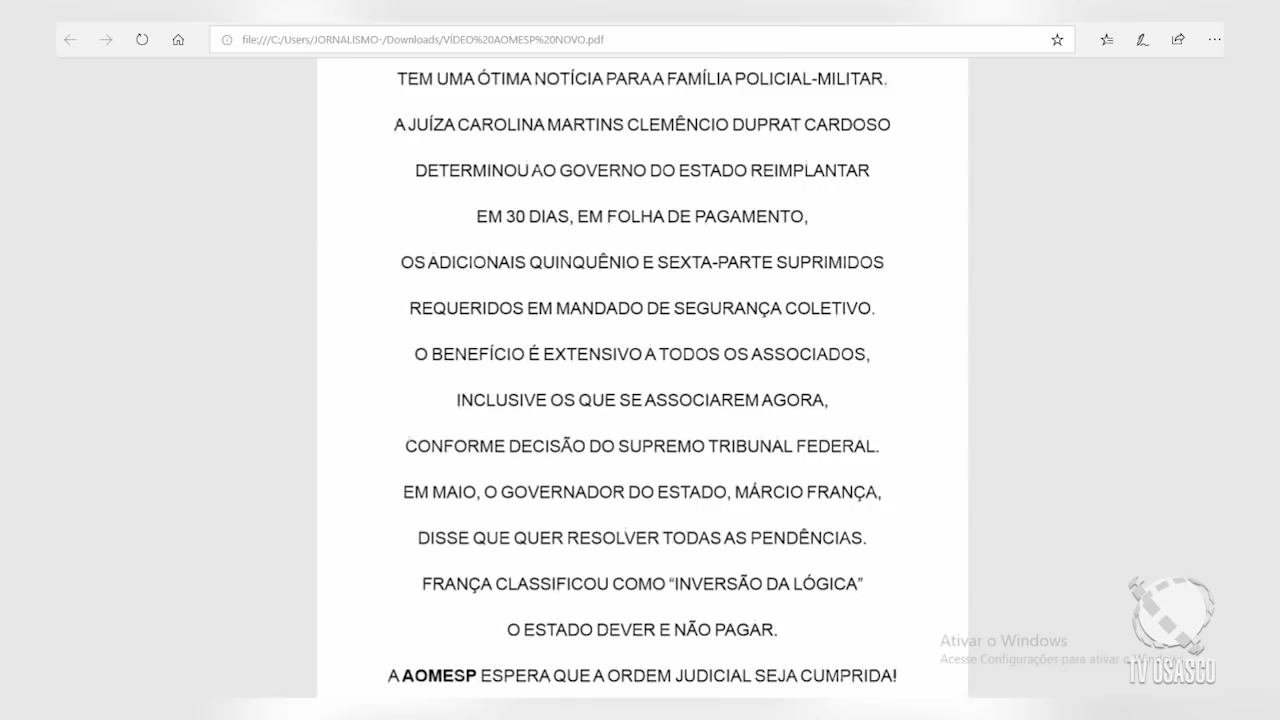 file:///C:/Users/JORNALISMO-/Downloads/VÍDEO%20AOMESP%20NOVO.pdf
TEM UMA ÓTIMA NOTÍCIA PARA A FAMÍLIA POLICIAL-MILITAR.
A JUÍZA CAROLINA MARTINS CLEMÊNCIO DUPRAT CARDOSO
DETERMINOU AO GOVERNO DO ESTADO REIMPLANTAR
EM 30 DIAS, EM FOLHA DE PAGAMENTO,
OS ADICIONAIS QUINQUÊNIO E SEXTA-PARTE SUPRIMIDOS
REQUERIDOS EM MANDADO DE SEGURANÇA COLETIVO.
O BENEFÍCIO É EXTENSIVO A TODOS OS ASSOCIADOS,
INCLUSIVE OS QUE SE ASSOCIAREM AGORA,
CONFORME DECISÃO DO SUPREMO TRIBUNAL FEDERAL.
EM MAIO, O GOVERNADOR DO ESTADO, MÁRCIO FRANÇA,
DISSE QUE QUER RESOLVER TODAS AS PENDÊNCIAS.
FRANÇA CLASSIFICOU COMO “INVERSÃO DA LÓGICA”
O ESTADO DEVER E NÃO PAGAR.
A AOMESP ESPERA QUE A ORDEM JUDICIAL SEJA CUMPRIDA!
Ativar o Windows
Acesse Configurações para ativar o Windows.
TV OSASCO